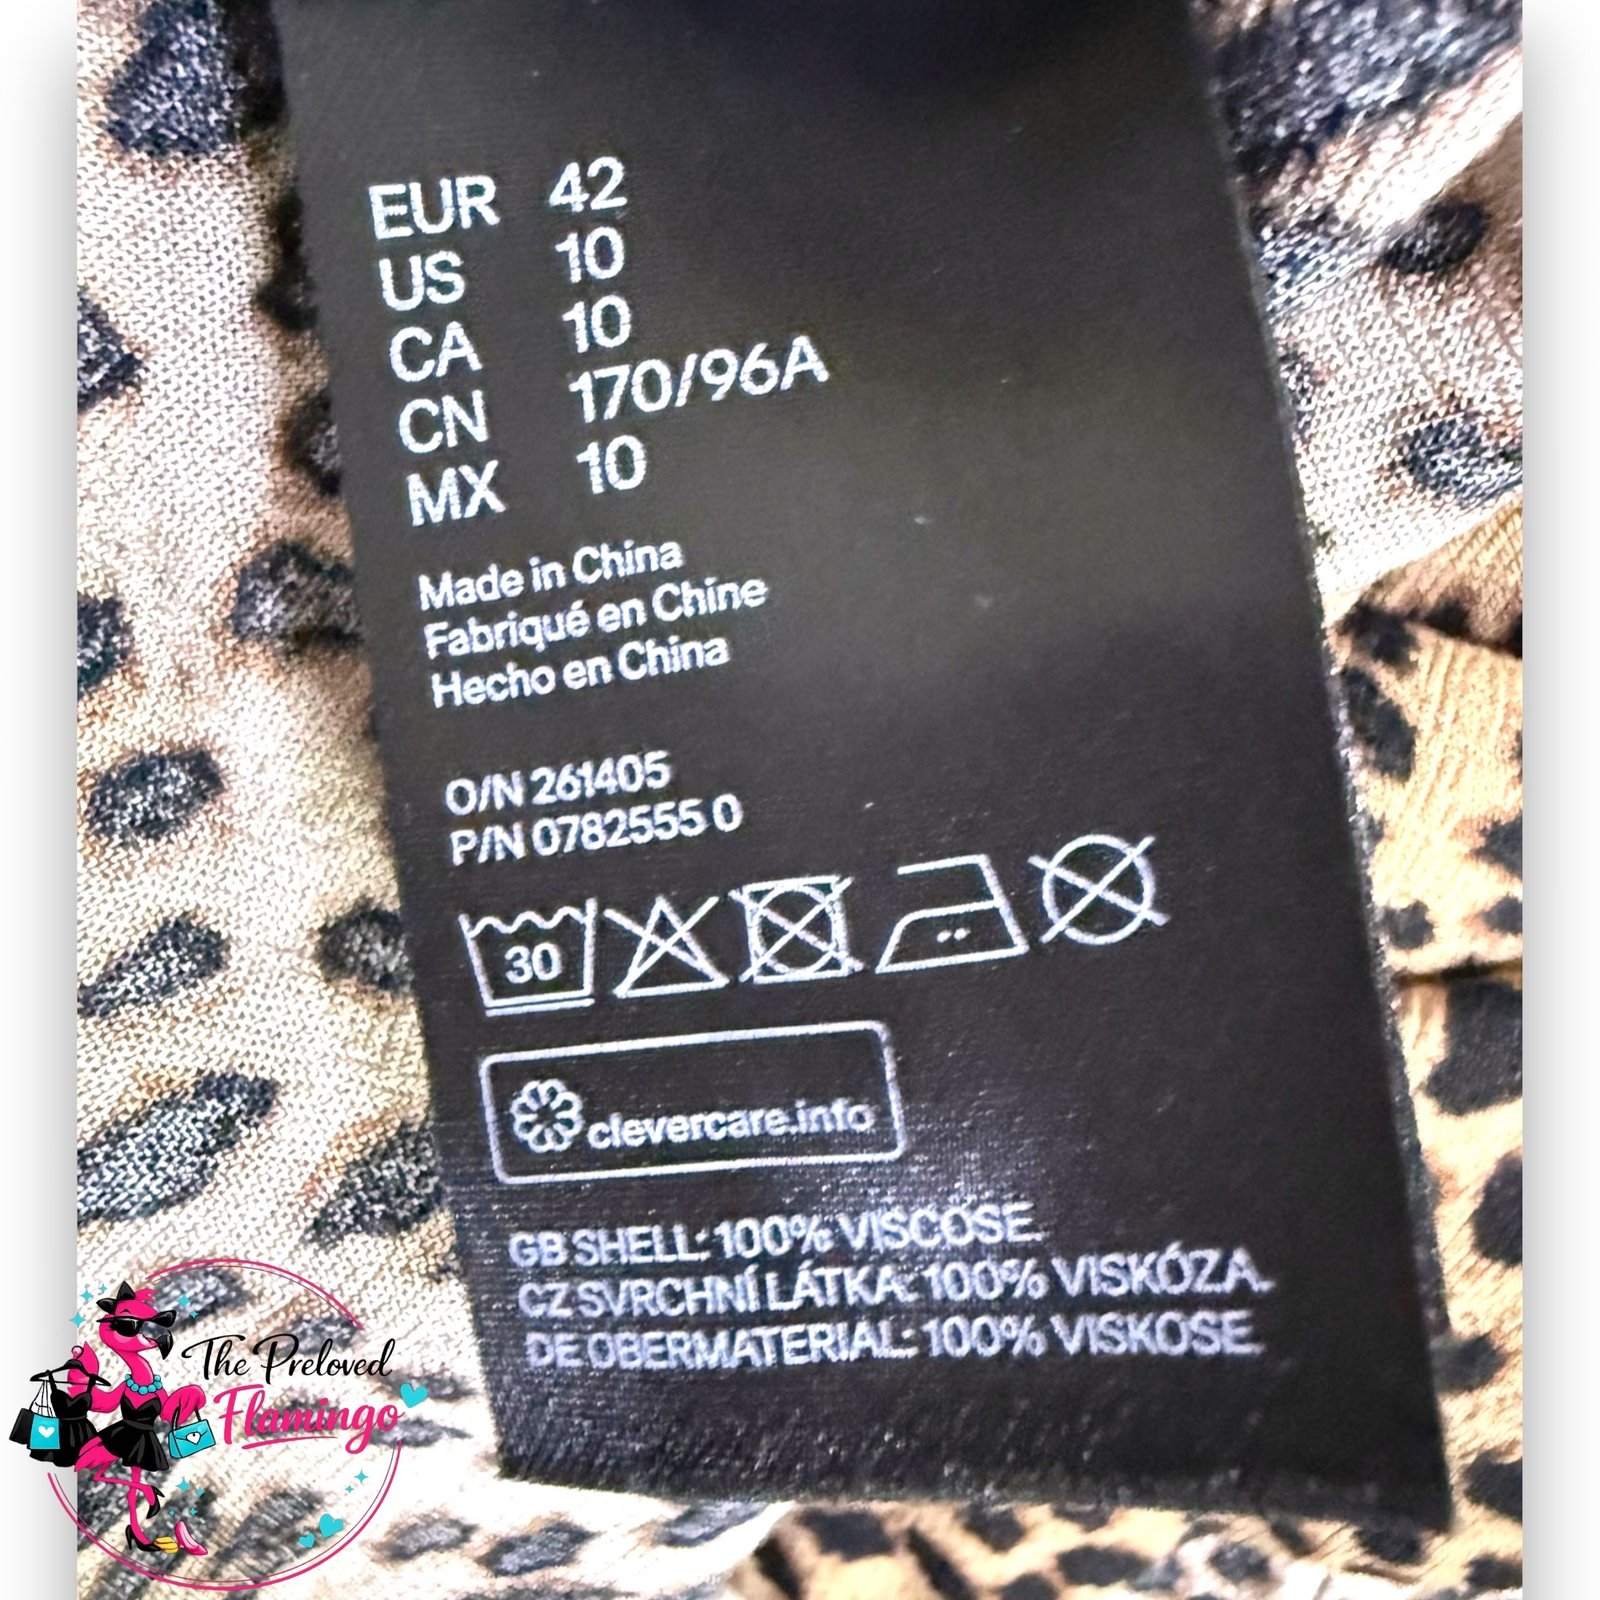 EUR 42
US 10
CA 10
CN 170/96A
MX 10
Made in China
Fabriqué en Chine
Hecho en China
O/N 261405
P/N 0782555 0
30
clevercare.info
GB SHELL: 100% VISCOSE.
CZ SVRCHNÍ LÁTKA: 100% VISKÓZA.
DE OBERMATERIAL: 100% VISKOSE.
The Preloved
Flamingo